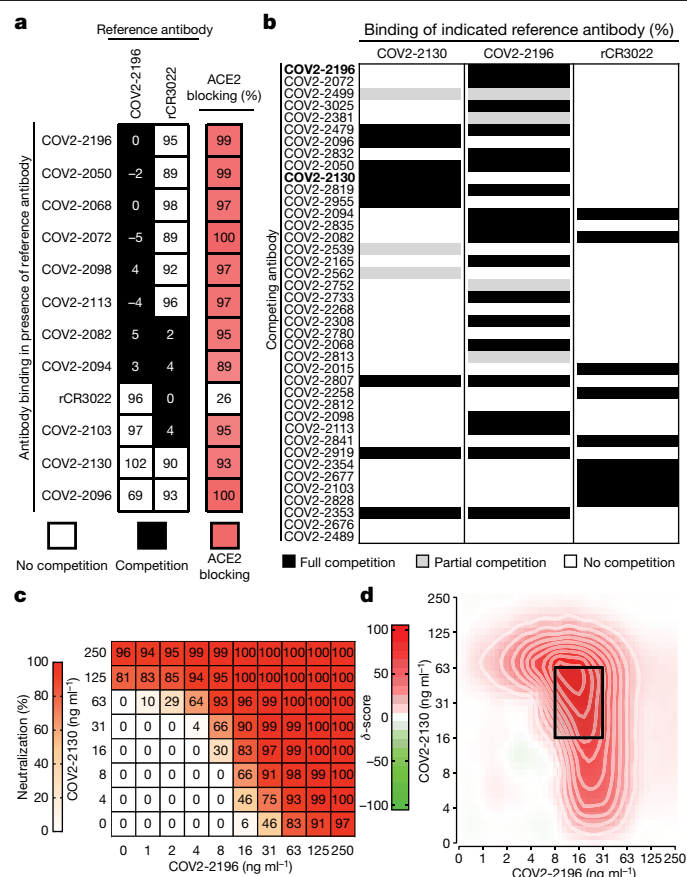 a
Reference antibody
COV2-2196
rCR3022
ACE2
blocking (%)
Antibody binding in presence of reference antibody
COV2-2196 0 95 99
COV2-2050 −2 89 99
COV2-2068 0 98 97
COV2-2072 −5 89 100
COV2-2098 4 92 97
COV2-2113 −4 96 97
COV2-2082 5 2 95
COV2-2094 3 4 89
rCR3022 96 0 26
COV2-2103 97 4 95
COV2-2130 102 90 93
COV2-2096 69 93 100
No competition
Competition
ACE2
blocking
b
Binding of indicated reference antibody (%)
COV2-2130 COV2-2196 rCR3022
Competing antibody
COV2-2196
COV2-2072
COV2-2499
COV2-3025
COV2-2381
COV2-2479
COV2-2096
COV2-2832
COV2-2050
COV2-2130
COV2-2819
COV2-2955
COV2-2094
COV2-2835
COV2-2082
COV2-2539
COV2-2165
COV2-2562
COV2-2752
COV2-2733
COV2-2268
COV2-2308
COV2-2780
COV2-2068
COV2-2813
COV2-2015
COV2-2807
COV2-2258
COV2-2812
COV2-2098
COV2-2113
COV2-2841
COV2-2919
COV2-2354
COV2-2677
COV2-2103
COV2-2828
COV2-2353
COV2-2676
COV2-2489
Full competition
Partial competition
No competition
c
Neutralization (%)
100
80
60
40
20
0
COV2-2130 (ng ml−1)
250 96 94 95 99 99 100 100 100 100 100
125 81 83 85 94 95 100 100 100 100 100
63 0 10 29 64 93 96 99 100 100 100
31 0 0 0 4 66 90 99 99 100 100
16 0 0 0 0 30 83 97 99 100 100
8 0 0 0 0 0 16 91 98 99 100
4 0 0 0 0 0 46 75 93 99 100
0 0 0 0 0 0 6 46 83 91 97
0 1 2 4 8 16 31 63 125 250
COV2-2196 (ng ml−1)
d
δ-score
100
50
0
−50
−100
COV2-2130 (ng ml−1)
250
125
63
31
16
8
4
0
0 1 2 4 8 16 31 63 125 250
COV2-2196 (ng ml−1)